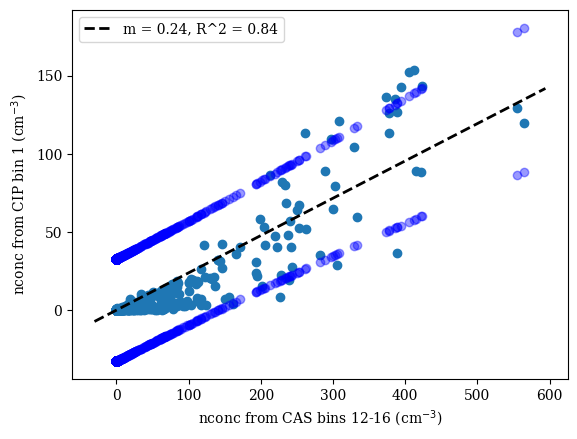 m = 0.24, R^2 = 0.84
150
100
50
0
nconc from CIP bin 1 (cm⁻³)
0 100 200 300 400 500 600
nconc from CAS bins 12-16 (cm⁻³)